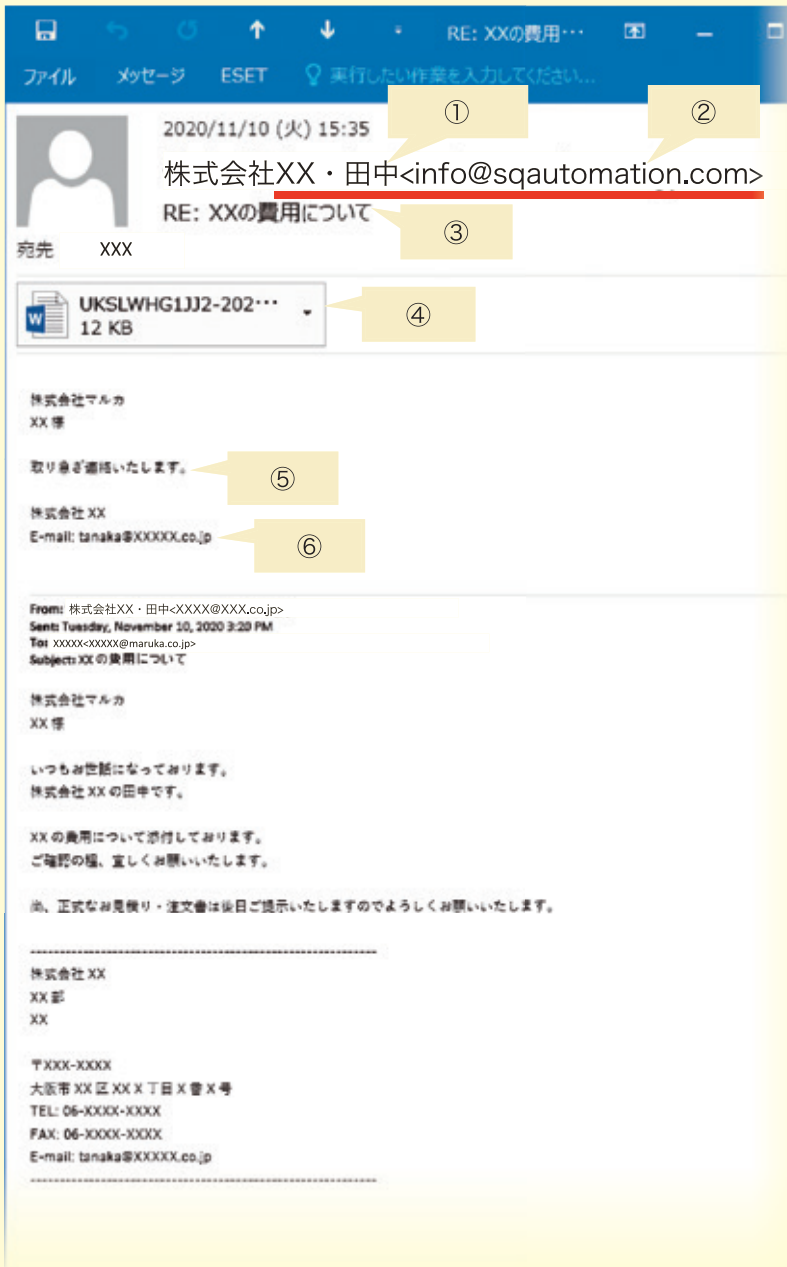 RE: XXの費用…
ファイル メッセージ ESET 実行したい作業を入力してください...
①
②
2020/11/10 (火) 15:35
株式会社XX・田中<info@sqautomation.com>
RE: XXの費用について
③
宛先 XXX
UKSLWHG1JJ2-202…
12 KB
④
株式会社マルカ
XX 様
取り急ぎ連絡いたします。
⑤
株式会社 XX
E-mail: tanaka@XXXXX.co.jp
⑥
From: 株式会社XX・田中<XXXX@XXX.co.jp>
Sent: Tuesday, November 10, 2020 3:20 PM
To: XXXXX<XXXXX@maruka.co.jp>
Subject: XX の費用について
株式会社マルカ
XX 様
いつもお世話になっております。
株式会社 XX の田中です。
XX の費用について添付しております。
ご確認の程、宜しくお願いいたします。
尚、正式なお見積り・注文書は後日ご提示いたしますのでようしくお願いいたします。
株式会社 XX
XX 部
XX
〒XXX-XXXX
大阪市 XX 区 XX X 丁目 X 番 X 号
TEL: 06-XXXX-XXXX
FAX: 06-XXXX-XXXX
E-mail: tanaka@XXXXX.co.jp